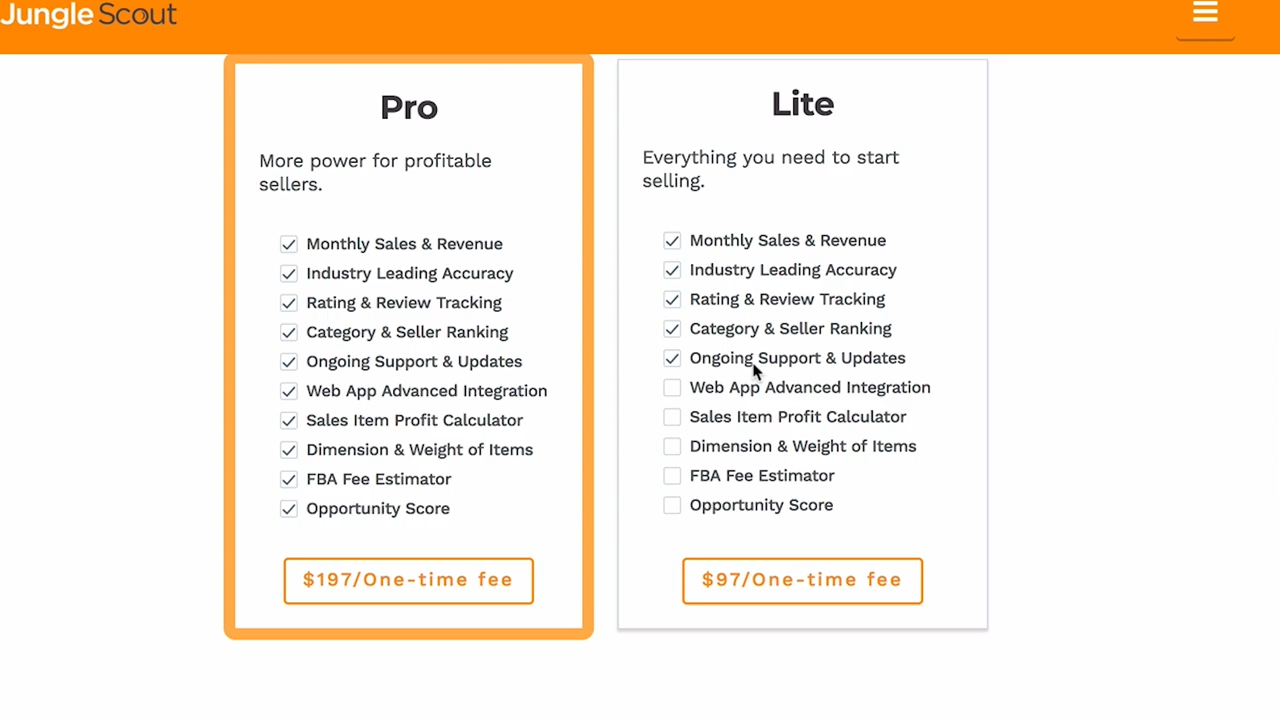 Jungle Scout
Pro
More power for profitable
sellers.
Monthly Sales & Revenue
Industry Leading Accuracy
Rating & Review Tracking
Category & Seller Ranking
Ongoing Support & Updates
Web App Advanced Integration
Sales Item Profit Calculator
Dimension & Weight of Items
FBA Fee Estimator
Opportunity Score
$197/One-time fee
Lite
Everything you need to start
selling.
Monthly Sales & Revenue
Industry Leading Accuracy
Rating & Review Tracking
Category & Seller Ranking
Ongoing Support & Updates
Web App Advanced Integration
Sales Item Profit Calculator
Dimension & Weight of Items
FBA Fee Estimator
Opportunity Score
$97/One-time fee